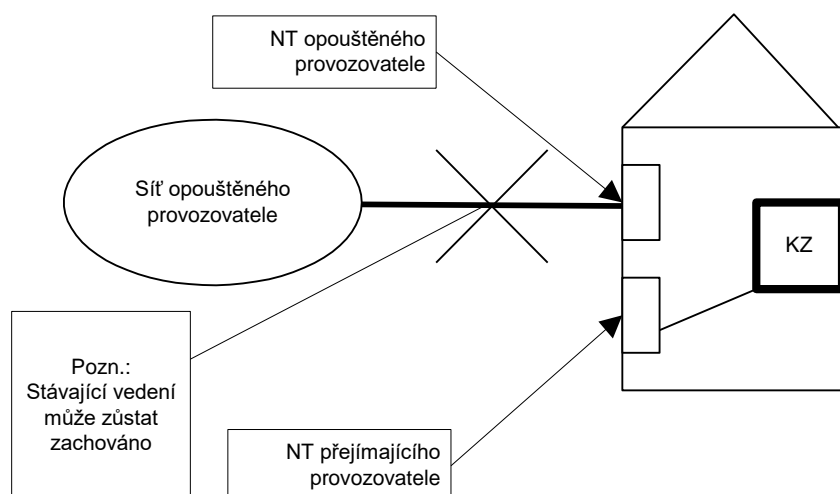 NT opouštěného
provozovatele
Síť opouštěného
provozovatele
KZ
Pozn.:
Stávající vedení
může zůstat
zachováno
NT přejímajícího
provozovatele